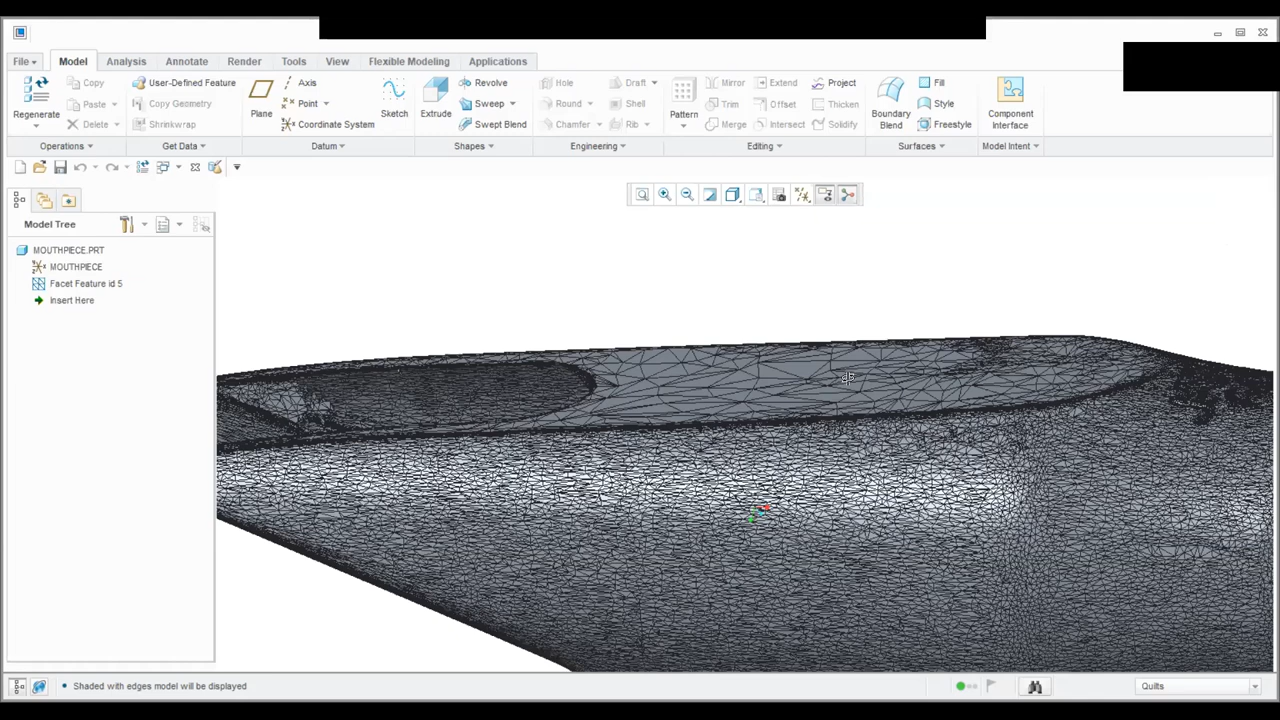 File Model Analysis Annotate Render Tools View Flexible Modeling Applications
Regenerate
Copy
Paste
Delete
Operations
User-Defined Feature
Copy Geometry
Shrinkwrap
Get Data
Plane
Axis
Point
Coordinate System
Sketch
Datum
Extrude
Revolve
Sweep
Swept Blend
Shapes
Hole
Round
Chamfer
Draft
Shell
Rib
Engineering
Pattern
Mirror
Trim
Merge
Extend
Offset
Intersect
Project
Thicken
Solidify
Editing
Boundary
Blend
Fill
Style
Freestyle
Surfaces
Component
Interface
Model Intent
Model Tree
MOUTHPIECE.PRT
MOUTHPIECE
Facet Feature id 5
Insert Here
• Shaded with edges model will be displayed
Quilts